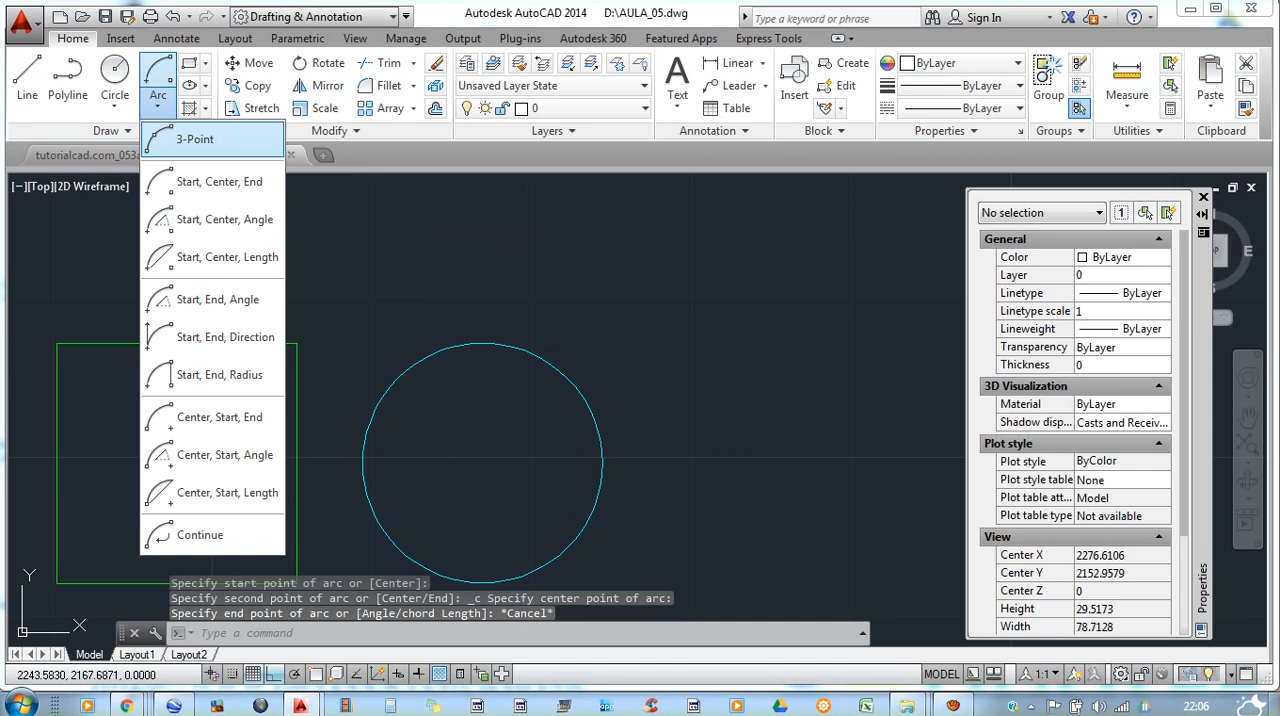 Drafting & Annotation
Autodesk AutoCAD 2014 D:\AULA_05.dwg
Type a keyword or phrase
Sign In
Home Insert Annotate Layout Parametric View Manage Output Plug-ins Autodesk 360 Featured Apps Express Tools
Line Polyline Circle Arc
Move Rotate Trim
Copy Mirror Fillet
Stretch Scale Array
Unsaved Layer State
0
Text
Linear
Leader
Table
Insert
Create
Edit
ByLayer
ByLayer
ByLayer
Group
Measure
Paste
Draw Modify Layers Annotation Block Properties Groups Utilities Clipboard
tutorialcad.com_053a
[−][Top][2D Wireframe]
3-Point
Start, Center, End
Start, Center, Angle
Start, Center, Length
Start, End, Angle
Start, End, Direction
Start, End, Radius
Center, Start, End
Center, Start, Angle
Center, Start, Length
Continue
E
No selection
1
General
Color ByLayer
Layer 0
Linetype ByLayer
Linetype scale 1
Lineweight ByLayer
Transparency ByLayer
Thickness 0
3D Visualization
Material ByLayer
Shadow disp... Casts and Receiv...
Plot style
Plot style ByColor
Plot style table None
Plot table att... Model
Plot table type Not available
View
Center X 2276.6106
Center Y 2152.9579
Center Z 0
Height 29.5173
Width 78.7128
Properties
Y
X
Specify start point of arc or [Center]:
Specify second point of arc or [Center/End]: _c Specify center point of arc:
Specify end point of arc or [Angle/chord Length]: *Cancel*
Type a command
Model Layout1 Layout2
2243.5830, 2167.6871, 0.0000
MODEL
1:1
22:06